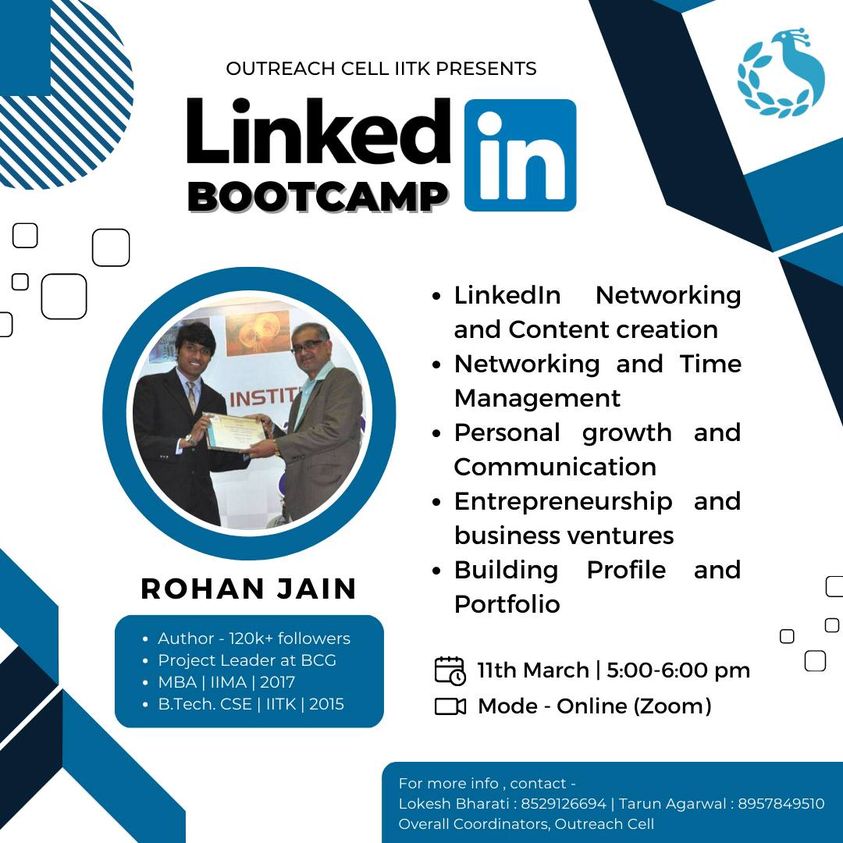 OUTREACH CELL IITK PRESENTS
Linked in
BOOTCAMP
INSTIT
• LinkedIn Networking
and Content creation
• Networking and Time
Management
• Personal growth and
Communication
• Entrepreneurship and
business ventures
• Building Profile and
Portfolio
ROHAN JAIN
• Author - 120k+ followers
• Project Leader at BCG
• MBA | IIMA | 2017
• B.Tech. CSE | IITK | 2015
11th March | 5:00-6:00 pm
Mode - Online (Zoom)
For more info , contact -
Lokesh Bharati : 8529126694 | Tarun Agarwal : 8957849510
Overall Coordinators, Outreach Cell